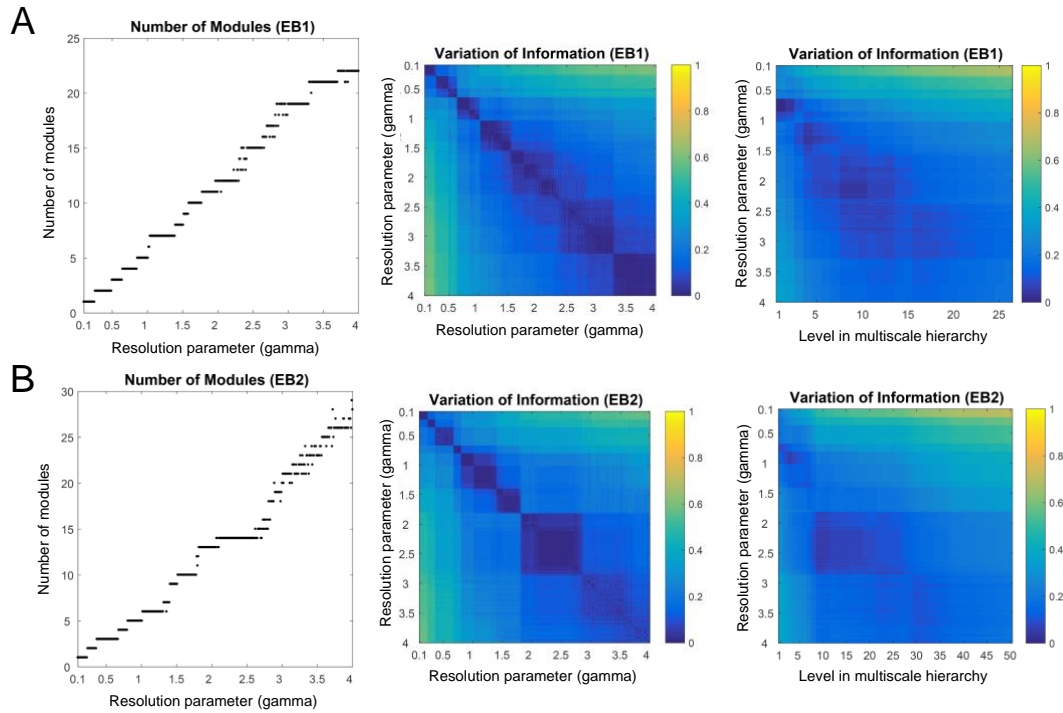 A
Number of Modules (EB1)
25
20
15
10
5
0
Number of modules
0.1 0.5 1 1.5 2 2.5 3 3.5 4
Resolution parameter (gamma)
Variation of Information (EB1)
0.1
0.5
1
1.5
2
2.5
3
3.5
4
Resolution parameter (gamma)
0.1 0.5 1 1.5 2 2.5 3 3.5 4
Resolution parameter (gamma)
1
0.8
0.6
0.4
0.2
0
Variation of Information (EB1)
0.1
0.5
1
1.5
2
2.5
3
3.5
4
Resolution parameter (gamma)
1 5 10 15 20 25
Level in multiscale hierarchy
1
0.8
0.6
0.4
0.2
0
B
Number of Modules (EB2)
30
25
20
15
10
5
0
Number of modules
0.1 0.5 1 1.5 2 2.5 3 3.5 4
Resolution parameter (gamma)
Variation of Information (EB2)
0.1
0.5
1
1.5
2
2.5
3
3.5
4
Resolution parameter (gamma)
0.1 0.5 1 1.5 2 2.5 3 3.5 4
Resolution parameter (gamma)
1
0.8
0.6
0.4
0.2
0
Variation of Information (EB2)
0.1
0.5
1
1.5
2
2.5
3
3.5
4
Resolution parameter (gamma)
1 5 10 15 20 25 30 35 40 45 50
Level in multiscale hierarchy
1
0.8
0.6
0.4
0.2
0